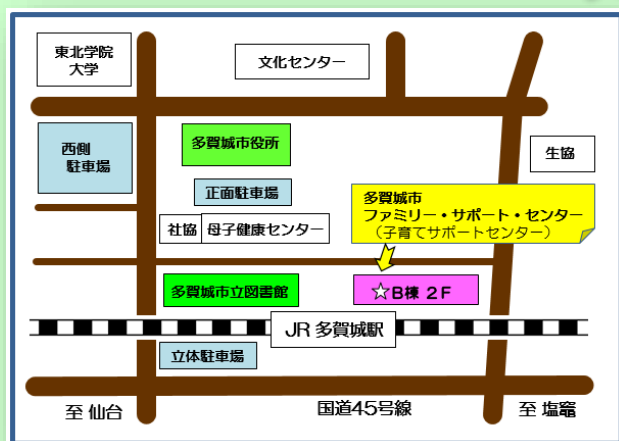 東北学院
大学
文化センター
西側
駐車場
多賀城市役所
生協
正面駐車場
多賀城市
ファミリー・サポート・センター
(子育てサポートセンター)
社協
母子健康センター
多賀城市立図書館
☆B棟 2F
JR 多賀城駅
立体駐車場
至 仙台
国道45号線
至 塩竈